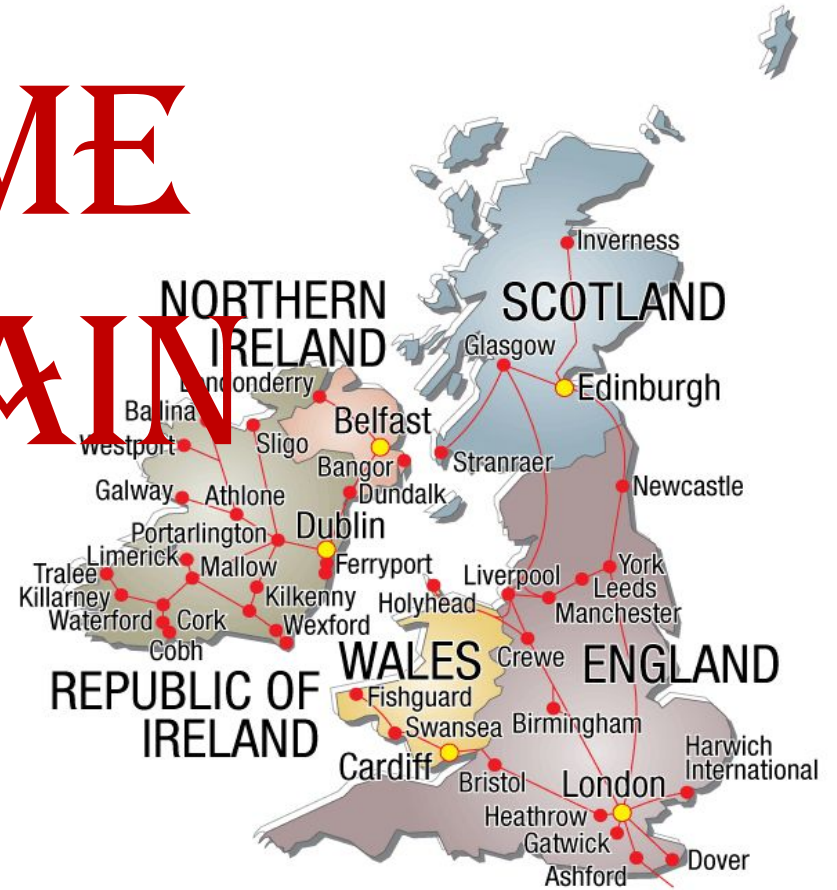 ME
AIN
Inverness
NORTHERN
IRELAND
SCOTLAND
Glasgow
Edinburgh
Londonderry
Ballina
Belfast
Westport
Sligo
Bangor
Stranraer
Galway
Athlone
Dundalk
Newcastle
Portarlington
Dublin
Limerick
Mallow
Ferryport
Liverpool
York
Tralee
Leeds
Killarney
Kilkenny
Holyhead
Manchester
Waterford
Cork
Wexford
Cobh
WALES
Crewe
ENGLAND
REPUBLIC OF
IRELAND
Fishguard
Swansea
Birmingham
Cardiff
Bristol
London
Harwich
International
Heathrow
Gatwick
Ashford
Dover